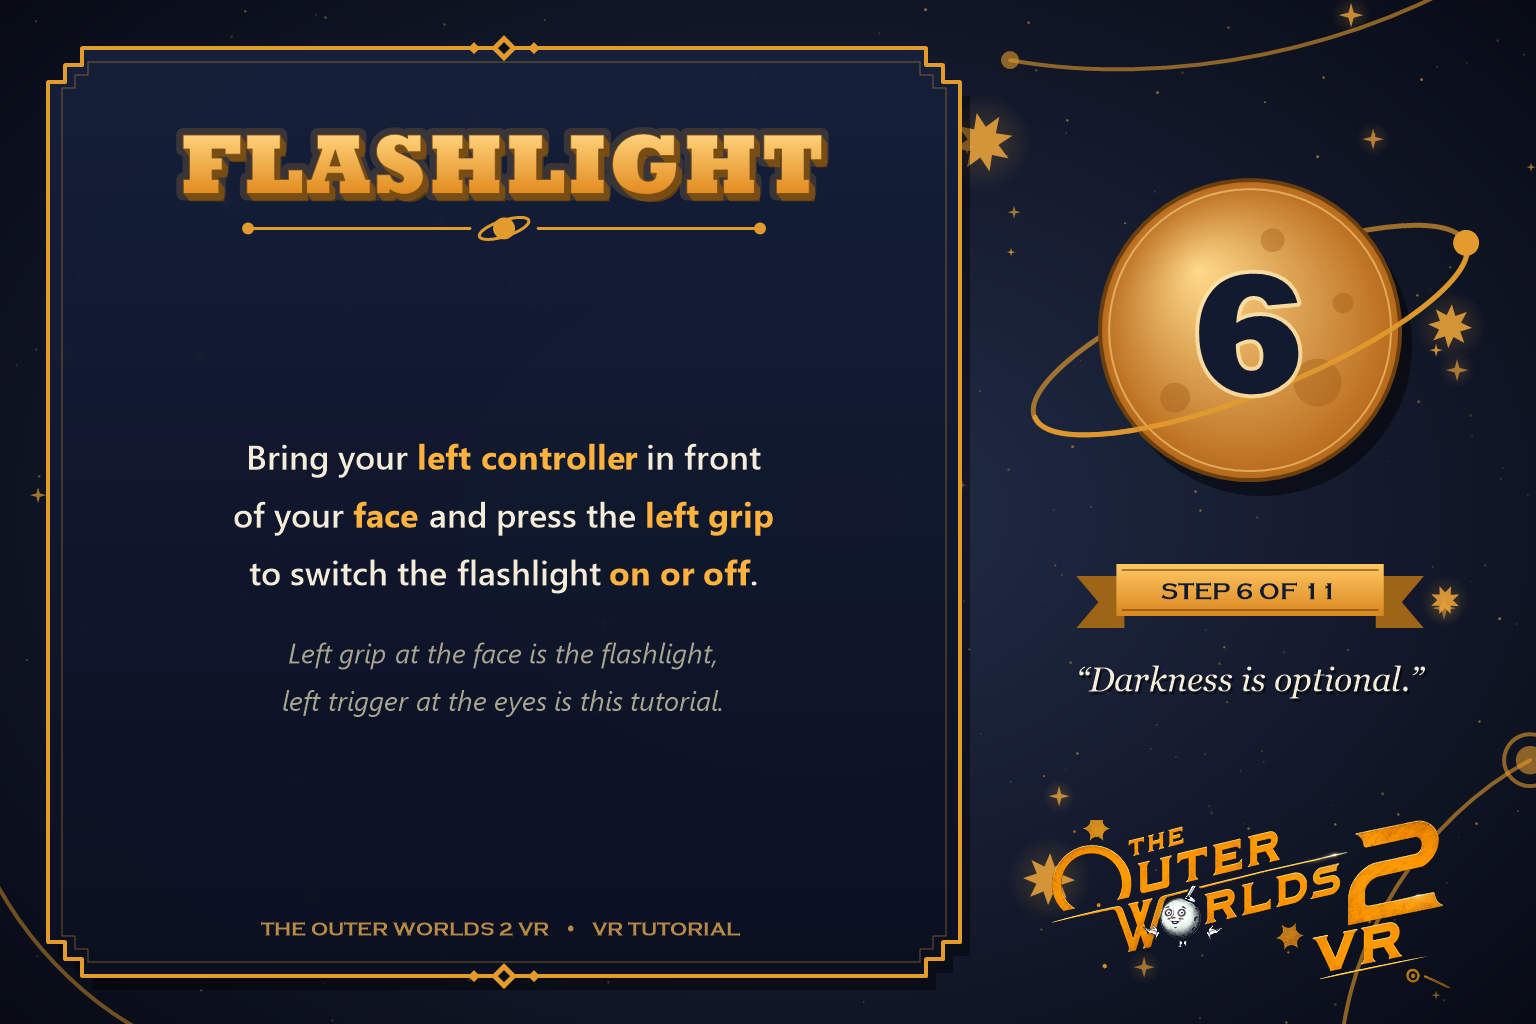 FLASHLIGHT
Bring your left controller in front
of your face and press the left grip
to switch the flashlight on or off.
Left grip at the face is the flashlight,
left trigger at the eyes is this tutorial.
THE OUTER WORLDS 2 VR • VR TUTORIAL
6
STEP 6 OF 11
“Darkness is optional.”
THE
OUTER
WORLDS 2
VR